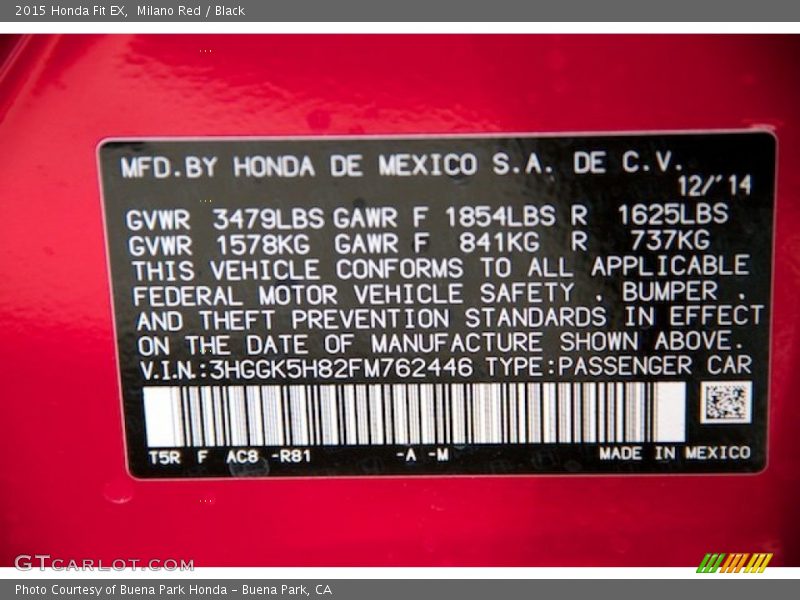 2015 Honda Fit EX, Milano Red / Black
MFD.BY HONDA DE MEXICO S.A. DE C.V.
12/'14
GVWR 3479LBS GAWR F 1854LBS R 1625LBS
GVWR 1578KG GAWR F 841KG R 737KG
THIS VEHICLE CONFORMS TO ALL APPLICABLE
FEDERAL MOTOR VEHICLE SAFETY , BUMPER ,
AND THEFT PREVENTION STANDARDS IN EFFECT
ON THE DATE OF MANUFACTURE SHOWN ABOVE.
V.I.N.:3HGGK5H82FM762446 TYPE:PASSENGER CAR
T5R F AC8 -R81 -A -M MADE IN MEXICO
GTCARLOT.COM
Photo Courtesy of Buena Park Honda – Buena Park, CA